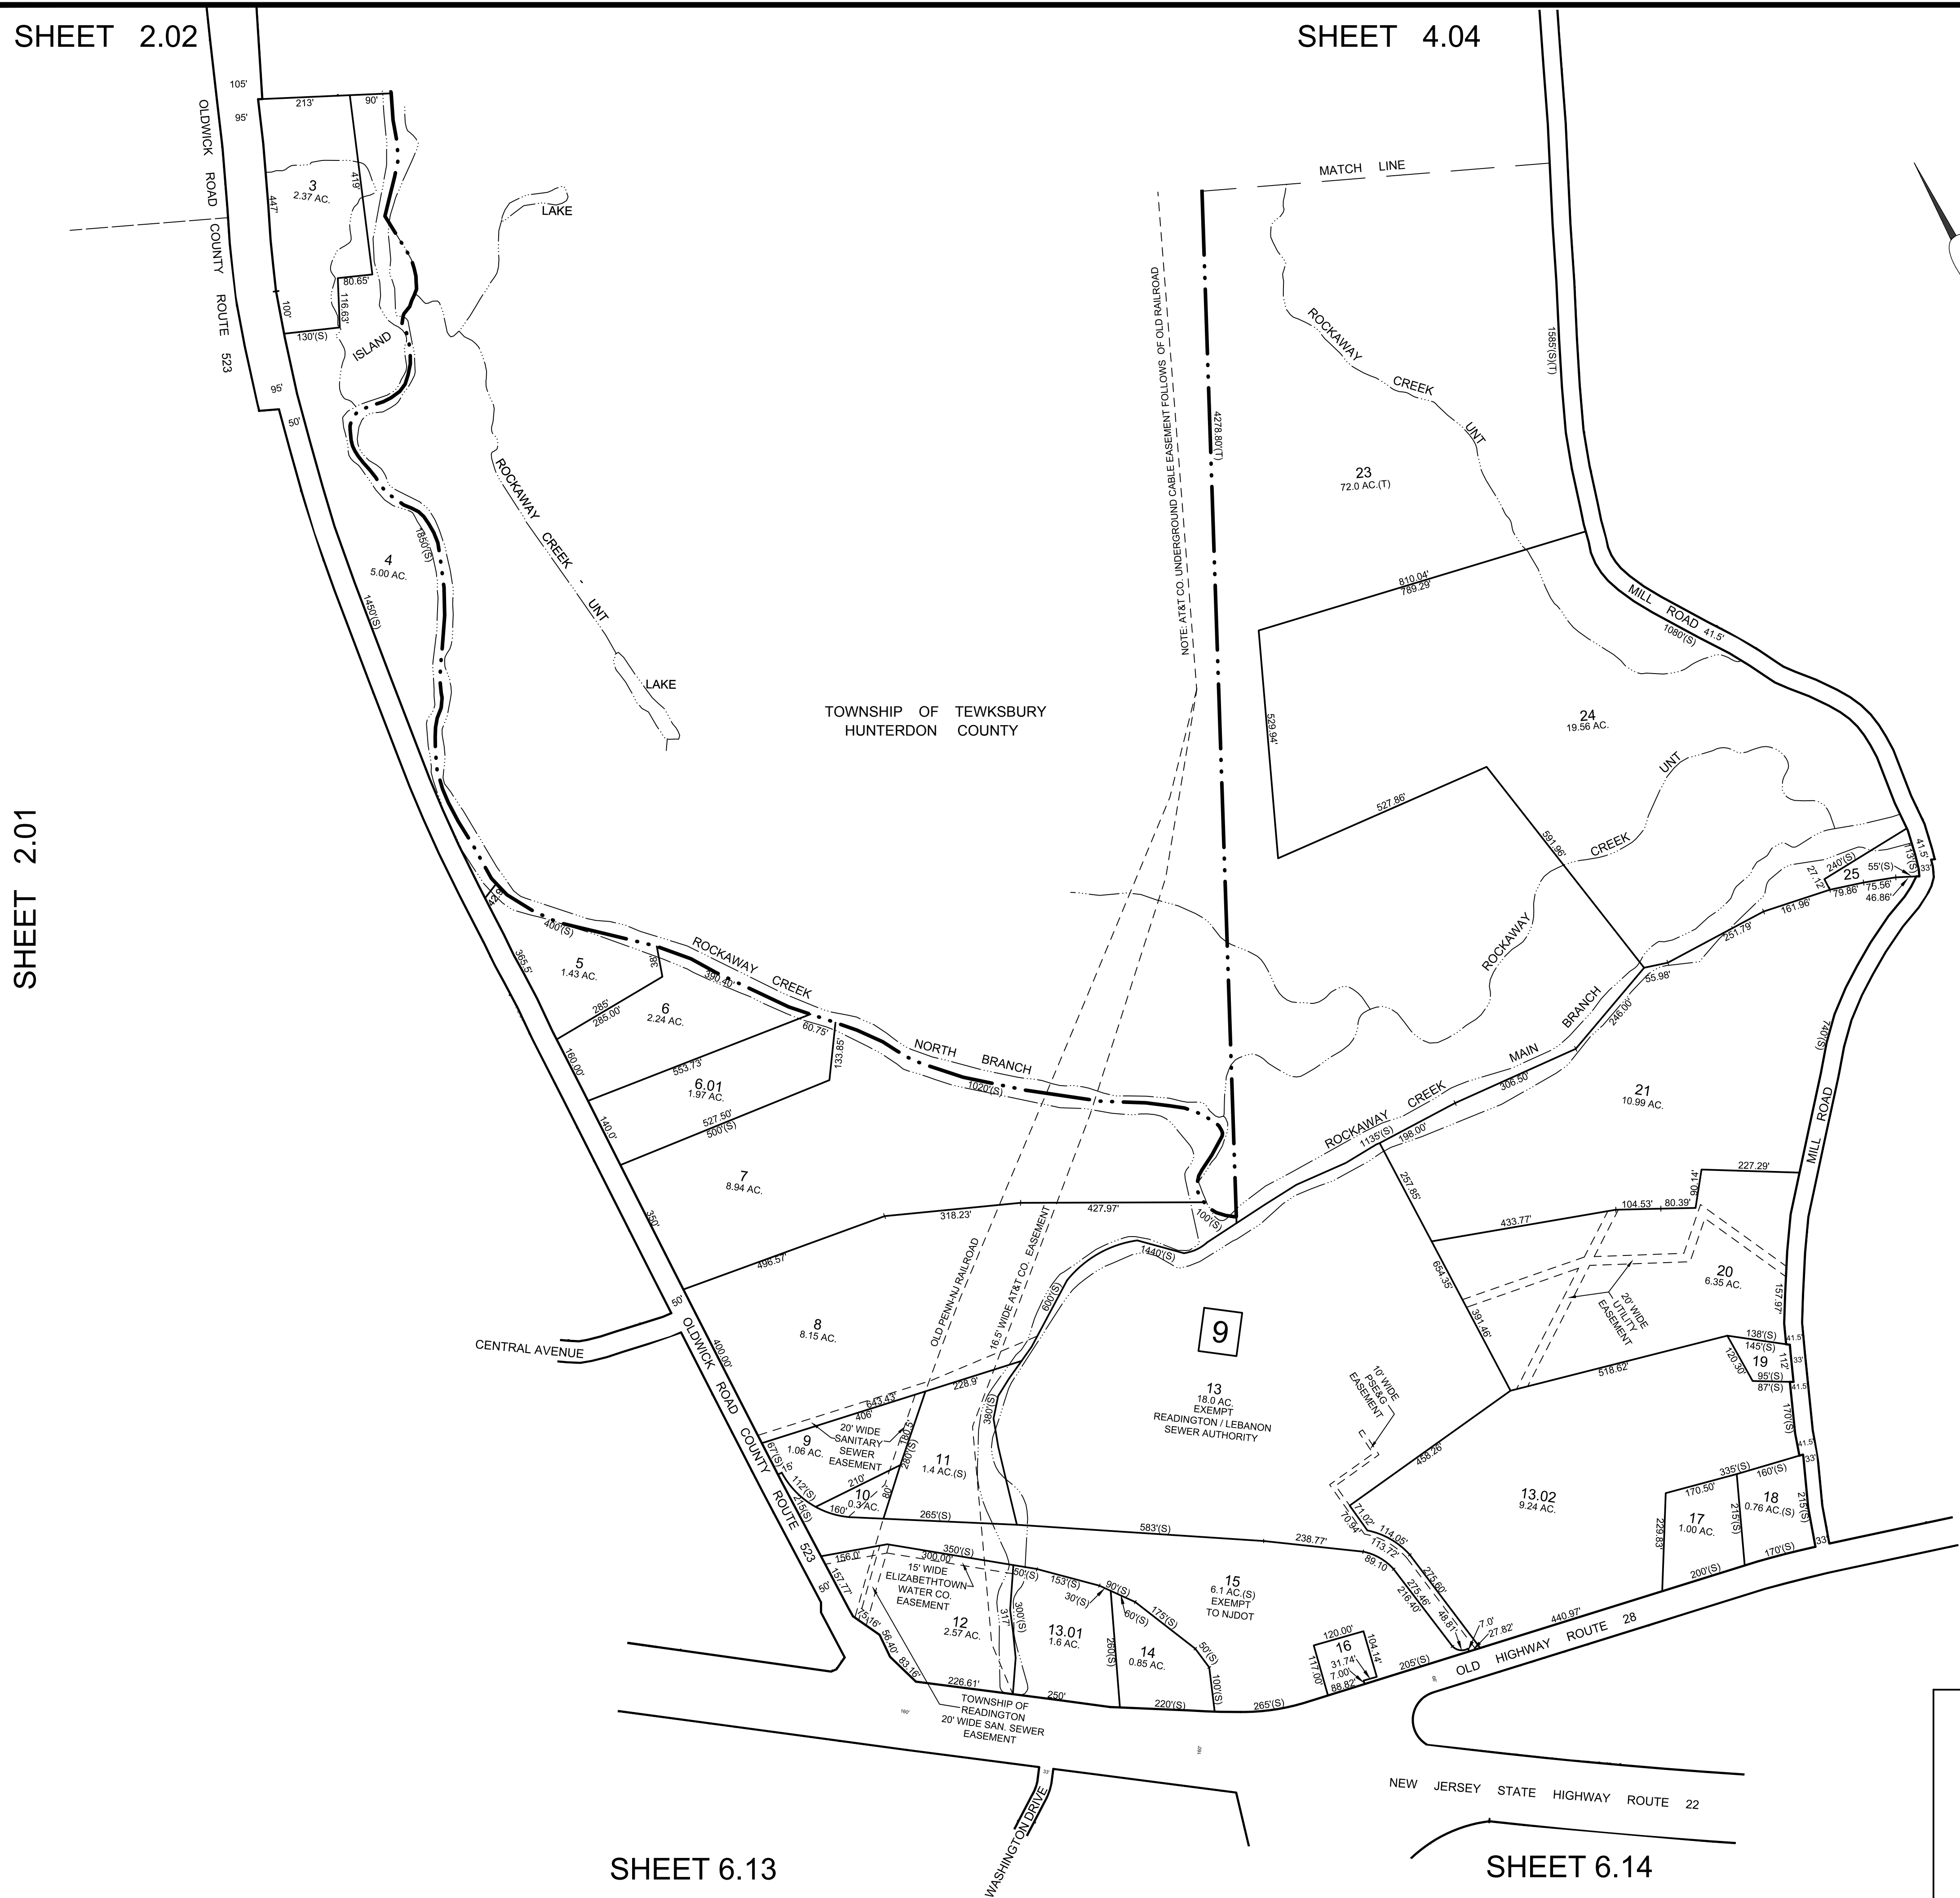 SHEET 2.02
SHEET 4.04
105'
95'
213'
90'
OLDWICK ROAD COUNTY ROUTE 523
3
2.37 AC.
419'
447'
LAKE
MATCH LINE
80.65'
116.63'
100'
130'(S)
ISLAND
95'
50'
NOTE: AT&T CO. UNDERGROUND CABLE EASEMENT FOLLOWS OF OLD RAILROAD
4278.80'(T)
ROCKAWAY CREEK UNT
1585'(S)(T)
23
72.0 AC.(T)
ROCKAWAY CREEK - UNT
1850'(S)
4
5.00 AC.
1450'(S)
810.04'
789.29'
MILL ROAD 41.5'
1080'(S)
LAKE
TOWNSHIP OF TEWKSBURY
HUNTERDON COUNTY
529.94'
24
19.56 AC.
527.86'
591.96'
ROCKAWAY CREEK UNT
SHEET 2.01
240'(S)
27.12'
25
55'(S)
113'(S)
41.5'
33'
79.86'
75.56'
46.86'
161.96'
251.79'
55.98'
400'(S)
365.5'
5
1.43 AC.
ROCKAWAY CREEK
390.40'
285'
285.00'
6
2.24 AC.
60.75'
133.85'
160.00'
553.73'
6.01
1.97 AC.
NORTH BRANCH
1020'(S)
527.50'
500'(S)
140.0'
ROCKAWAY CREEK MAIN BRANCH
246.00'
306.50'
1135'(S)
198.00'
740'(S)
21
10.99 AC.
MILL ROAD
7
8.94 AC.
350'
318.23'
427.97'
100'(S)
496.57'
1440'(S)
257.85'
227.29'
90.14'
104.53'
80.39'
433.77'
654.35'
391.46'
20
6.35 AC.
157.97'
20' WIDE
UTILITY
EASEMENT
OLD PENN-NJ RAILROAD
16.5' WIDE AT&T CO. EASEMENT
600'(S)
50'
CENTRAL AVENUE
8
8.15 AC.
400.00'
OLDWICK ROAD COUNTY ROUTE 523
9
13
18.0 AC.
EXEMPT
READINGTON / LEBANON
SEWER AUTHORITY
10' WIDE
PSE&G
EASEMENT
138'(S)
145'(S)
41.5'
120.30'
19
112'
33'
95'(S)
87'(S)
41.5'
518.62'
170'(S)
228.9'
643.43'
406'
380'(S)
20' WIDE
SANITARY
SEWER
EASEMENT
9
1.06 AC.
180.5'
280'(S)
67'(S)
15'
11
1.4 AC.(S)
112'(S)
215'(S)
210'
10
0.3 AC.
80'
160'
265'(S)
583'(S)
238.77'
458.26'
71.02'
70.94'
114.05'
113.72'
89.10
13.02
9.24 AC.
41.5'
33'
335'(S)
160'(S)
170.50'
18
0.76 AC.(S)
17
1.00 AC.
215'(S)
215'(S)
229.83'
33'
170'(S)
200'(S)
275.60'
275.46'
216.40'
48.81'
7.0'
27.82'
440.97'
OLD HIGHWAY ROUTE 28
156.0'
350'(S)
300.00'
15' WIDE
ELIZABETHTOWN
WATER CO.
EASEMENT
157.77'
50'
75.16'
56.40'
83.16'
12
2.57 AC.
317'
300'(S)
50'(S)
153'(S)
30'(S)
90'(S)
60'(S)
175'(S)
15
6.1 AC.(S)
EXEMPT
TO NJDOT
13.01
1.6 AC.
260'(S)
14
0.85 AC.
50'(S)
100'(S)
120.00'
16
104.14'
31.74'
7.00'
117.00'
88.82'
205'(S)
265'(S)
220'(S)
226.61'
250'
TOWNSHIP OF
READINGTON
20' WIDE SAN. SEWER
EASEMENT
160'
160'
33'
WASHINGTON DRIVE
NEW JERSEY STATE HIGHWAY ROUTE 22
SHEET 6.13
SHEET 6.14